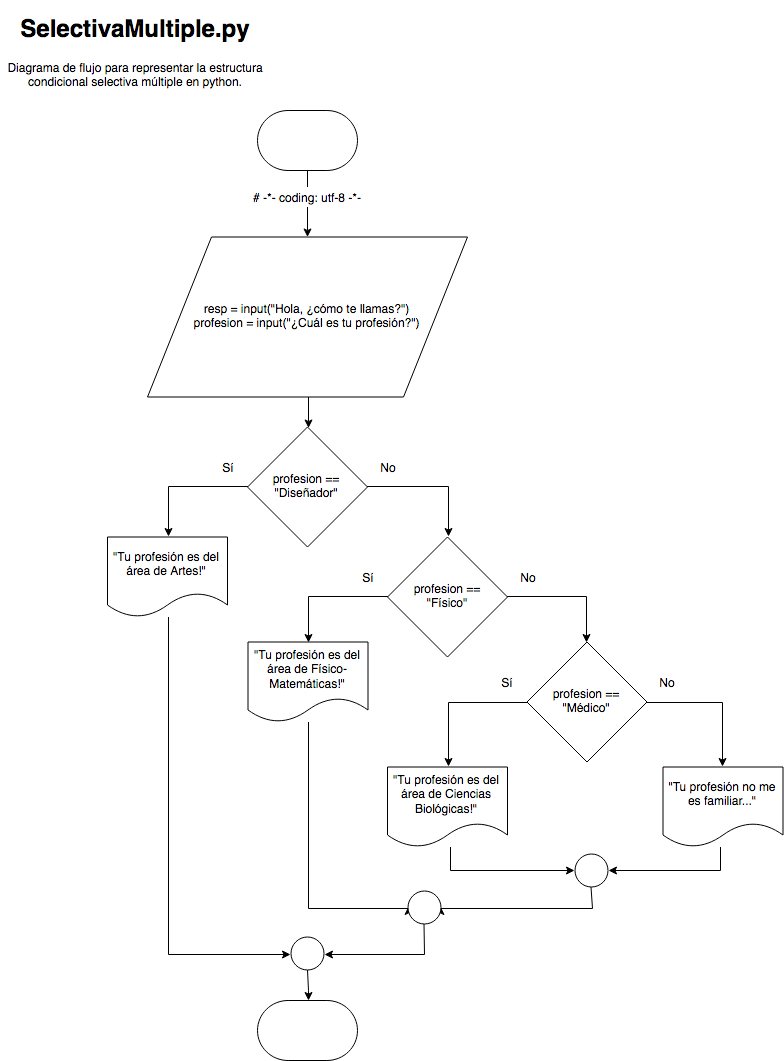 SelectivaMultiple.py
Diagrama de flujo para representar la estructura
condicional selectiva múltiple en python.
# -*- coding: utf-8 -*-
resp = input("Hola, ¿cómo te llamas?")
profesion = input("¿Cuál es tu profesión?")
Sí
No
profesion ==
"Diseñador"
"Tu profesión es del
área de Artes!"
Sí
No
profesion ==
"Físico"
"Tu profesión es del
área de Físico-
Matemáticas!"
Sí
No
profesion ==
"Médico"
"Tu profesión es del
área de Ciencias
Biológicas!"
"Tu profesión no me
es familiar..."